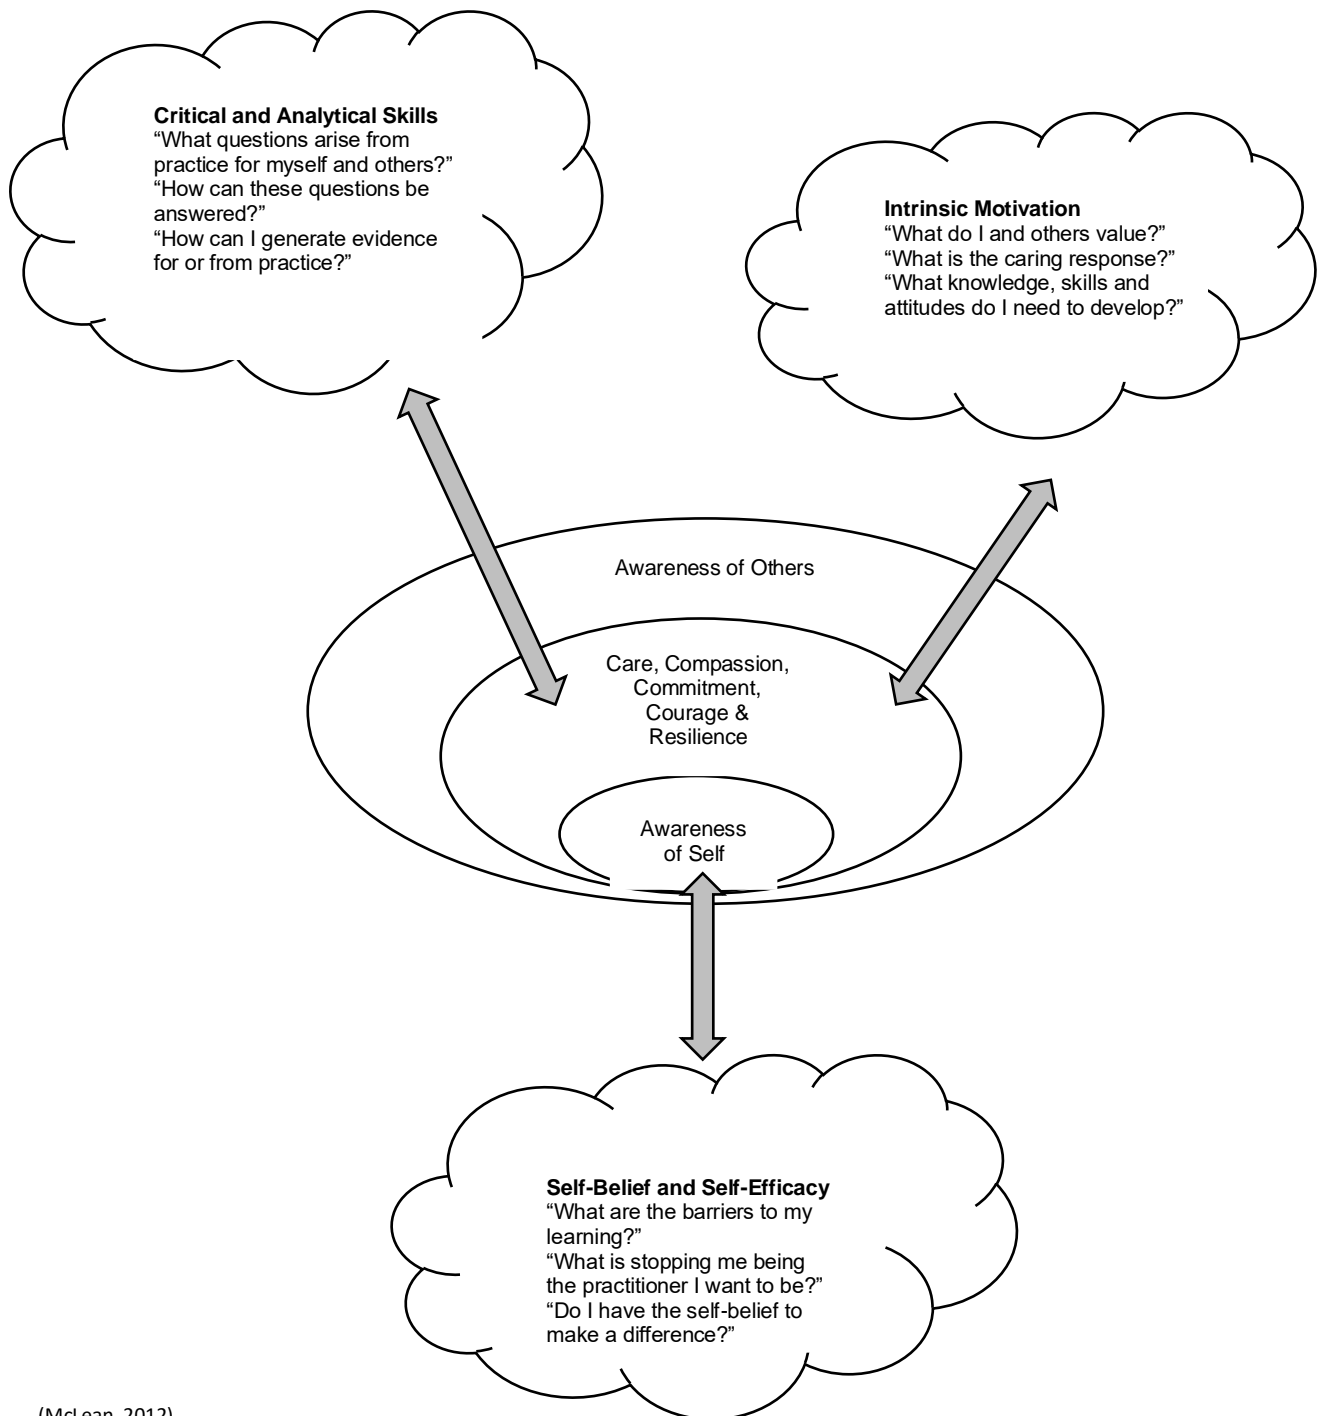 Critical and Analytical Skills
“What questions arise from
practice for myself and others?”
“How can these questions be
answered?”
“How can I generate evidence
for or from practice?”
Intrinsic Motivation
“What do I and others value?”
“What is the caring response?”
“What knowledge, skills and
attitudes do I need to develop?”
Awareness of Others
Care, Compassion,
Commitment,
Courage &
Resilience
Awareness
of Self
Self-Belief and Self-Efficacy
“What are the barriers to my
learning?”
“What is stopping me being
the practitioner I want to be?”
“Do I have the self-belief to
make a difference?”
(McLean, 2012)